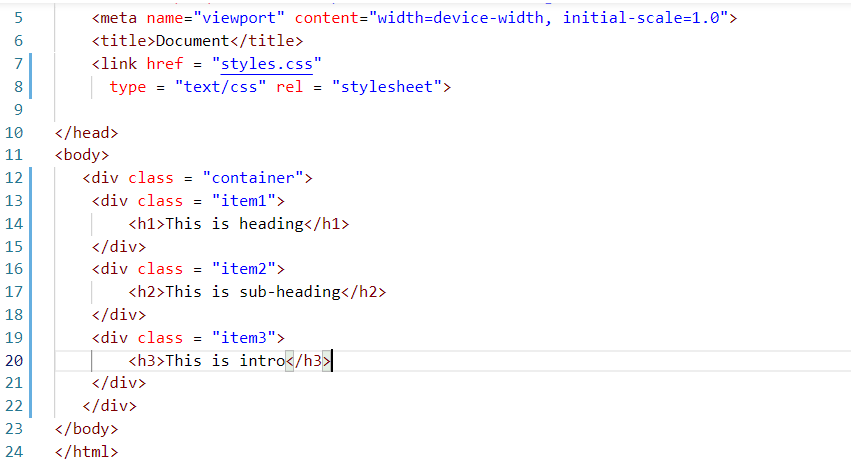 5 <meta name="viewport" content="width=device-width, initial-scale=1.0">
6 <title>Document</title>
7 <link href = "styles.css"
8 type = "text/css" rel = "stylesheet">
9
10 </head>
11 <body>
12 <div class = "container">
13 <div class = "item1">
14 <h1>This is heading</h1>
15 </div>
16 <div class = "item2">
17 <h2>This is sub-heading</h2>
18 </div>
19 <div class = "item3">
20 <h3>This is intro</h3>
21 </div>
22 </div>
23 </body>
24 </html>